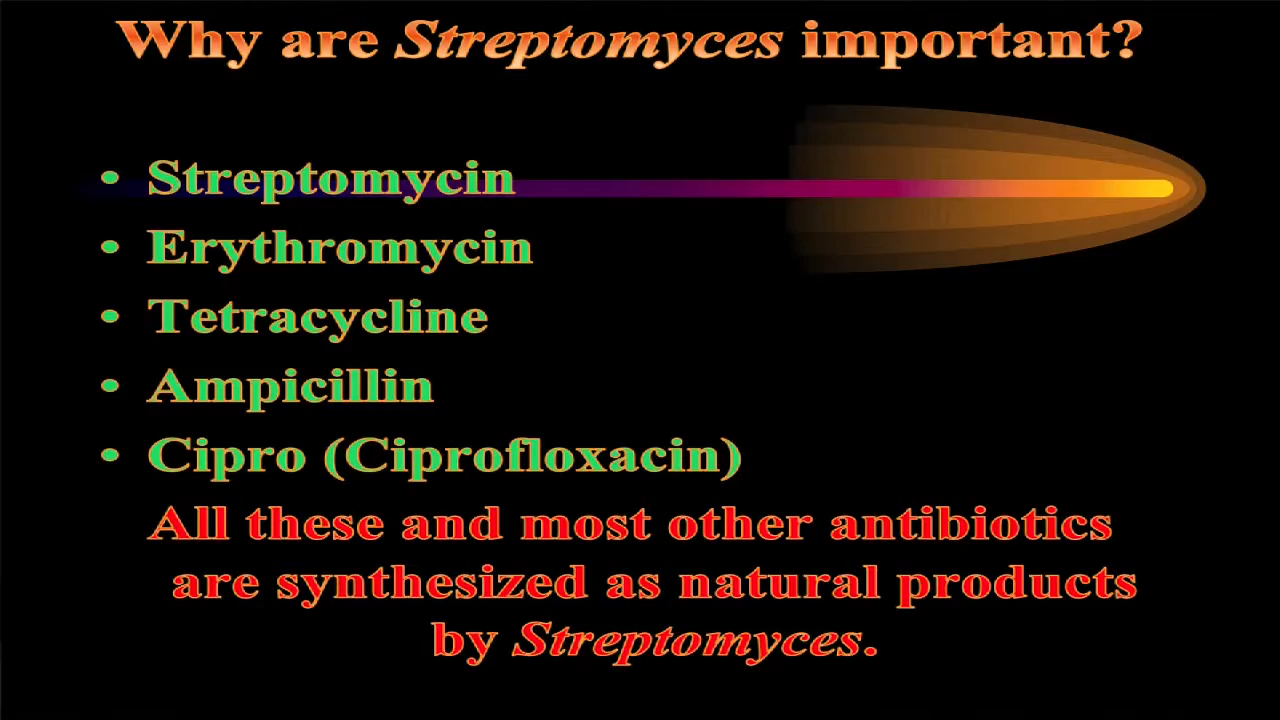 Why are Streptomyces important?
• Streptomycin
• Erythromycin
• Tetracycline
• Ampicillin
• Cipro (Ciprofloxacin)
All these and most other antibiotics
are synthesized as natural products
by Streptomyces.